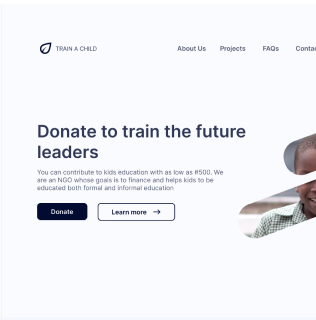 TRAIN A CHILD
About Us Projects FAQs
Donate to train the future
leaders
You can contribute to kids education with as low as #500. We
are an NGO whose goals is to finance and helps kids to be
educated both formal and informal education
Donate Learn more →